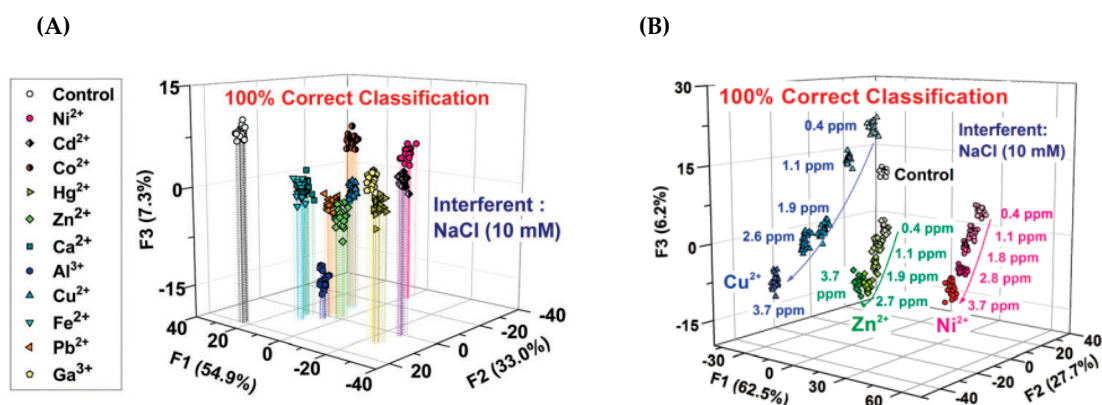 (A)
Control
Ni²⁺
Cd²⁺
Co²⁺
Hg²⁺
Zn²⁺
Ca²⁺
Al³⁺
Cu²⁺
Fe²⁺
Pb²⁺
Ga³⁺
100% Correct Classification
Interferent :
NaCl (10 mM)
F3 (7.3%)
15
0
-15
40
20
0
-20
-40
F1 (54.9%)
20
0
-20
-40
F2 (33.0%)
(B)
100% Correct Classification
Interferent:
NaCl (10 mM)
F3 (6.2%)
30
15
0
-15
0.4 ppm
1.1 ppm
1.9 ppm
2.6 ppm
Cu²⁺
3.7 ppm
Control
0.4 ppm
1.1 ppm
1.9 ppm
2.7 ppm
3.7
ppm
Zn²⁺
0.4 ppm
1.1 ppm
1.8 ppm
2.8 ppm
3.7 ppm
Ni²⁺
-30
0
30
60
F1 (62.5%)
-40
-20
0
20
40
F2 (27.7%)